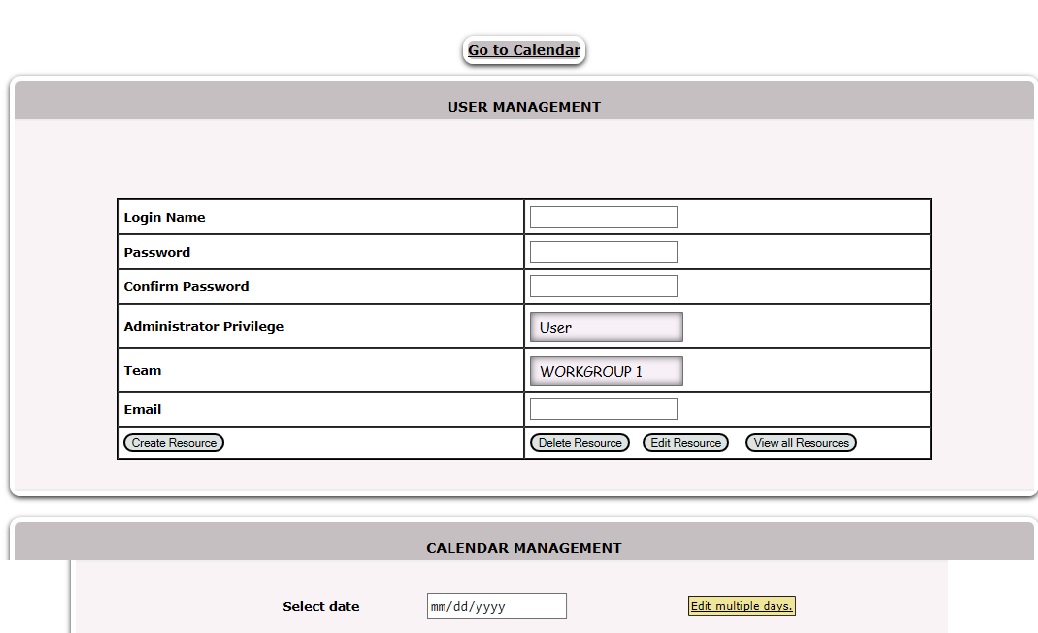 Go to Calendar
USER MANAGEMENT
Login Name
Password
Confirm Password
Administrator Privilege User
Team WORKGROUP 1
Email
Create Resource Delete Resource Edit Resource View all Resources
CALENDAR MANAGEMENT
Select date mm/dd/yyyy Edit multiple days.